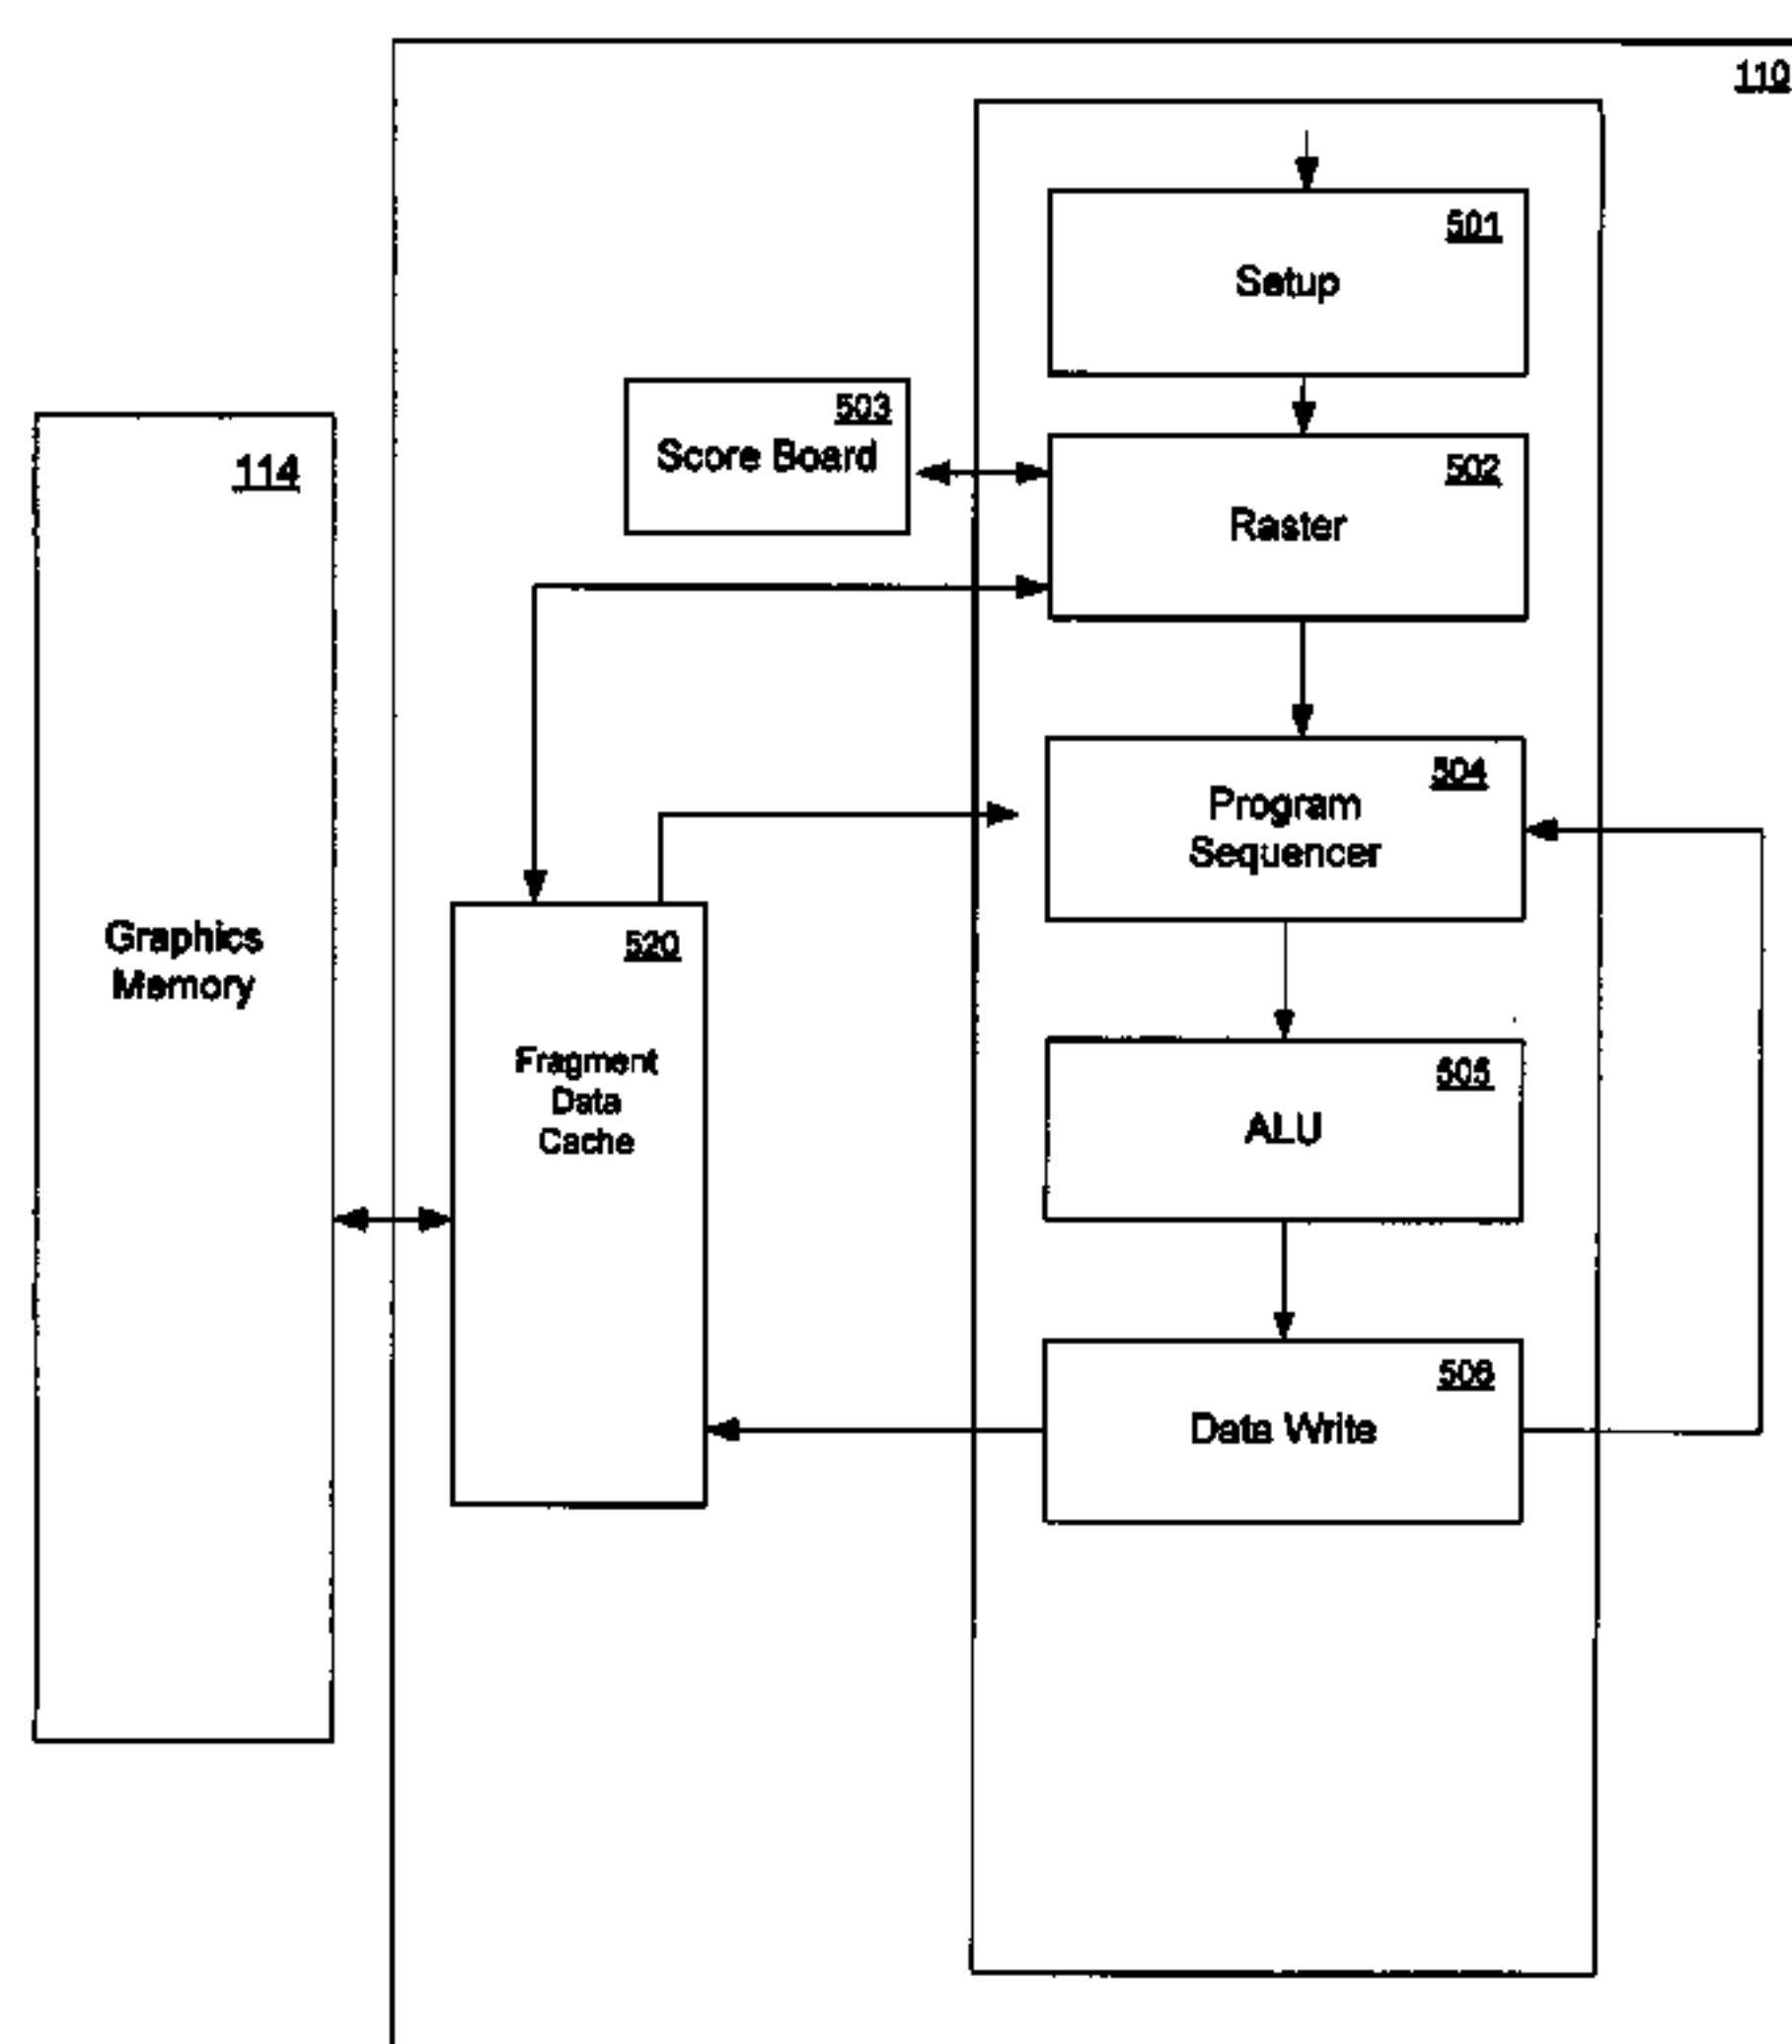 110
501
Setup
503
Score Board
502
Raster
114
Graphics
Memory
504
Program
Sequencer
520
Fragment
Data
Cache
505
ALU
506
Data Write